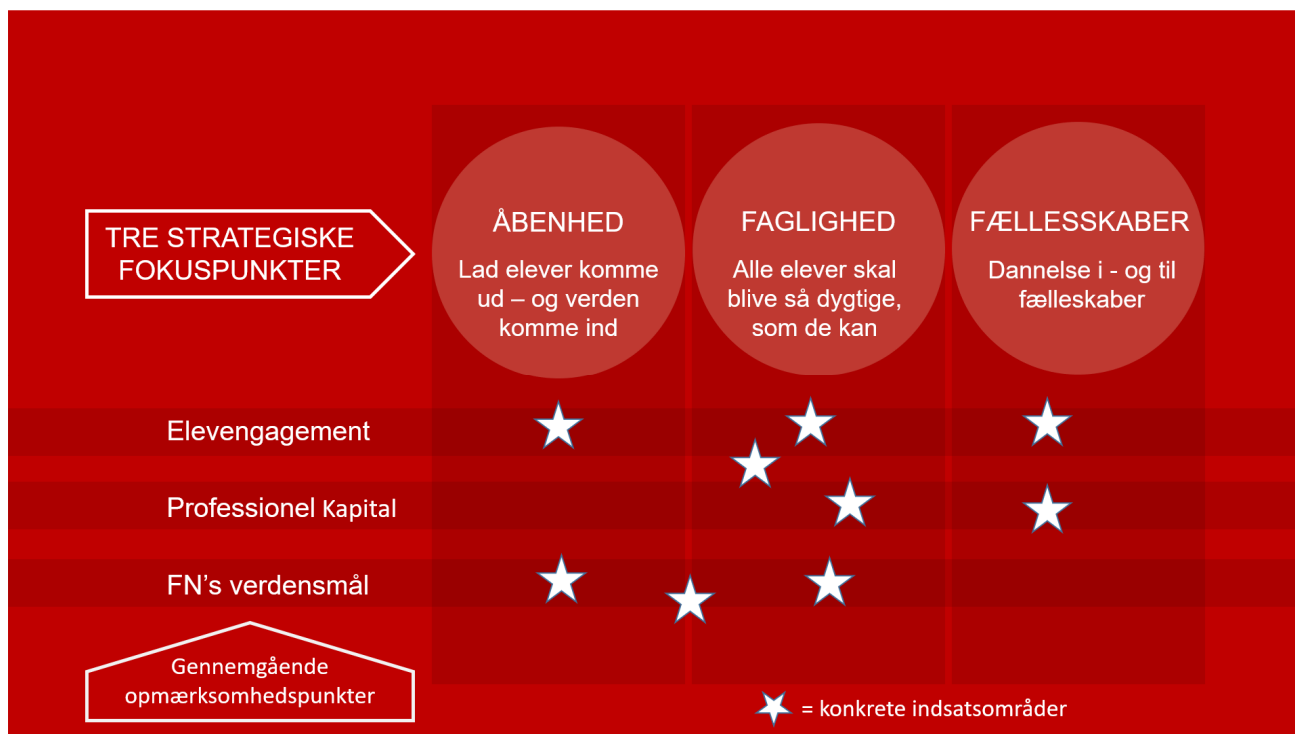 TRE STRATEGISKE
FOKUSPUNKTER
ÅBENHED
Lad elever komme
ud – og verden
komme ind
FAGLIGHED
Alle elever skal
blive så dygtige,
som de kan
FÆLLESSKABER
Dannelse i - og til
fælleskaber
Elevengagement
Professionel Kapital
FN's verdensmål
Gennemgående
opmærksomhedspunkter
= konkrete indsatsområder